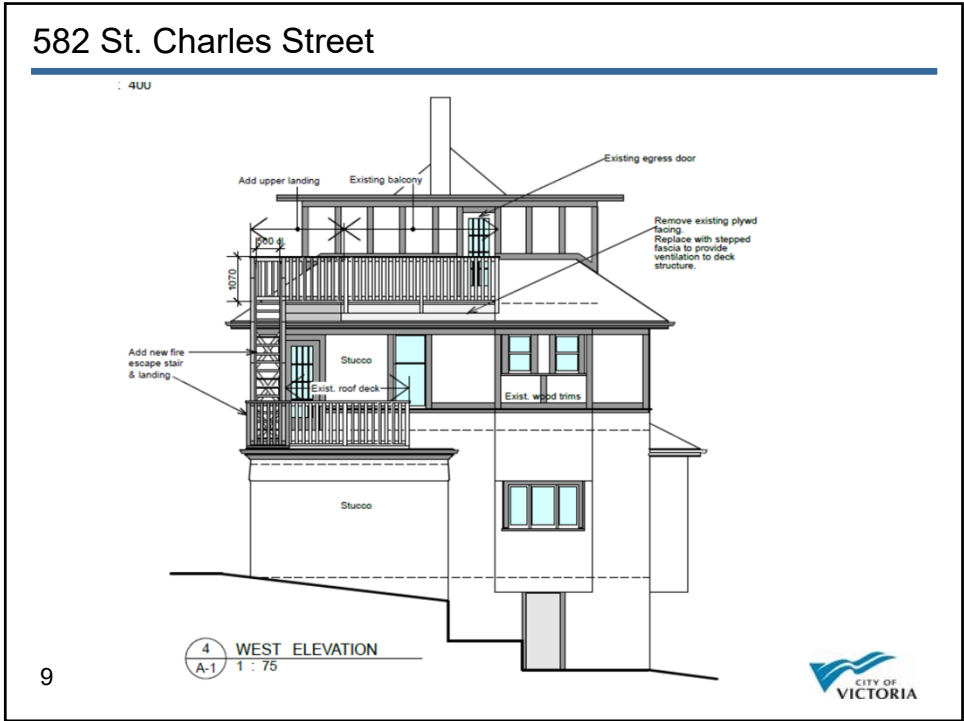 582 St. Charles Street
: 400
Existing egress door
Add upper landing
Existing balcony
Remove existing plywd
facing.
Replace with stepped
fascia to provide
ventilation to deck
structure.
1070
Add new fire
escape stair
& landing
Stucco
Exist. roof deck
Exist. wood trims
Stucco
4
A-1
WEST ELEVATION
1 : 75
9
CITY OF
VICTORIA